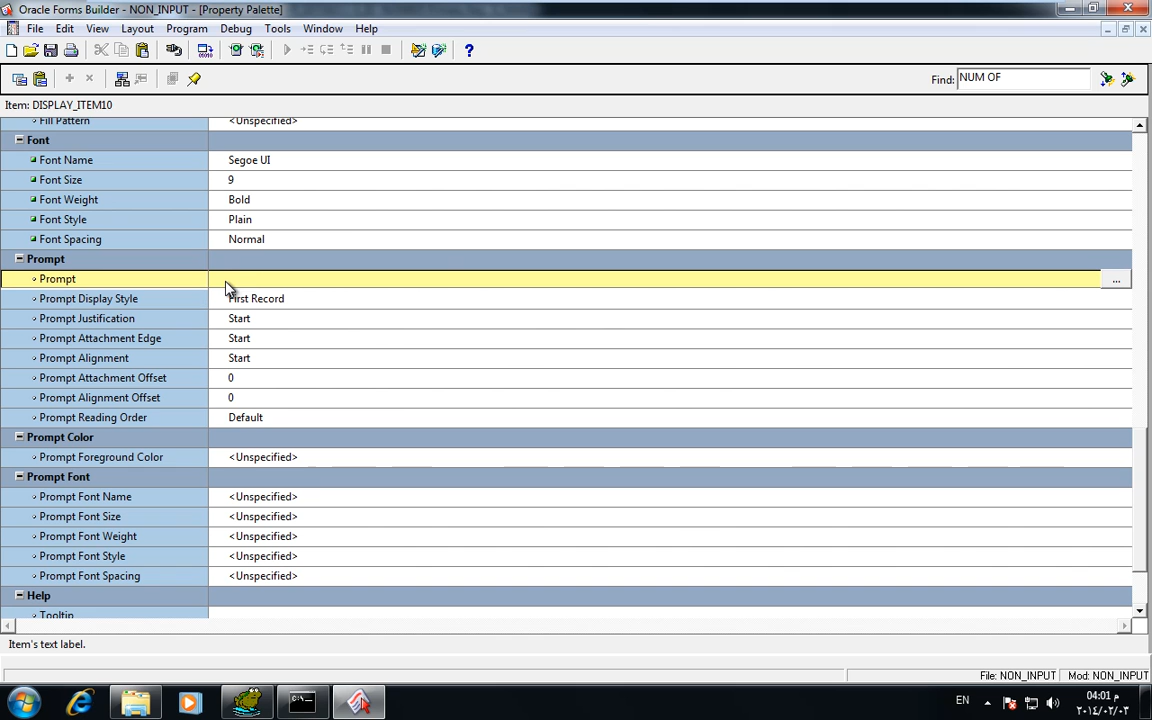 Oracle Forms Builder - NON_INPUT - [Property Palette]
File Edit View Layout Program Debug Tools Window Help
Find: NUM OF
Item: DISPLAY_ITEM10
Fill Pattern <Unspecified>
Font
Font Name Segoe UI
Font Size 9
Font Weight Bold
Font Style Plain
Font Spacing Normal
Prompt
Prompt ...
Prompt Display Style First Record
Prompt Justification Start
Prompt Attachment Edge Start
Prompt Alignment Start
Prompt Attachment Offset 0
Prompt Alignment Offset 0
Prompt Reading Order Default
Prompt Color
Prompt Foreground Color <Unspecified>
Prompt Font
Prompt Font Name <Unspecified>
Prompt Font Size <Unspecified>
Prompt Font Weight <Unspecified>
Prompt Font Style <Unspecified>
Prompt Font Spacing <Unspecified>
Help
Tooltip
Item's text label.
File: NON_INPUT Mod: NON_INPUT
EN
04:01 م
٢٠١٤/٠٢/٠٣